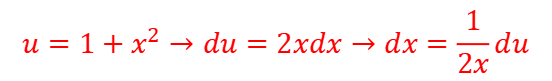 u = 1 + x² → du = 2xdx → dx = 1/2x du